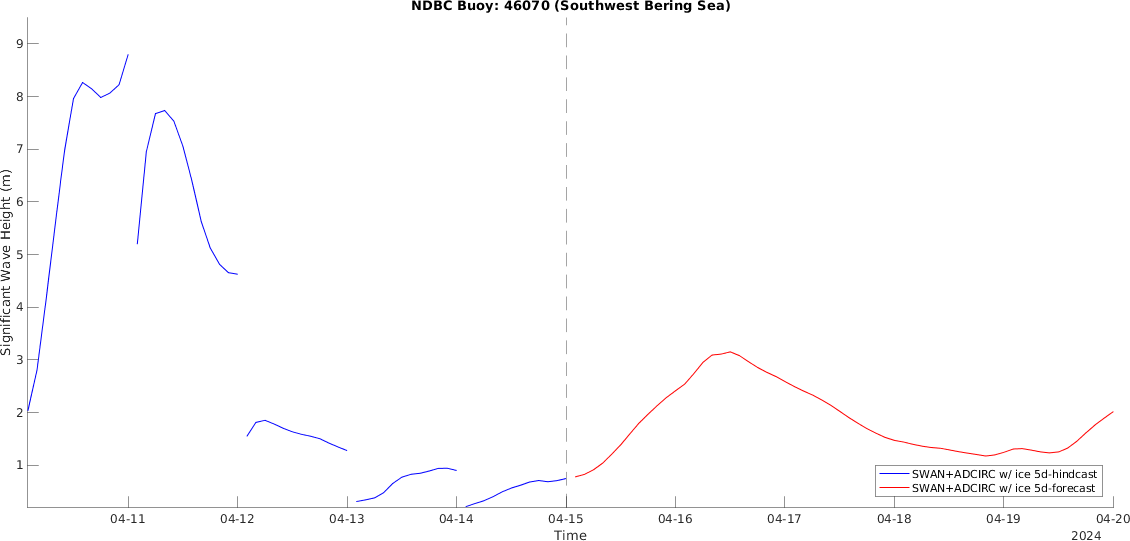 NDBC Buoy: 46070 (Southwest Bering Sea)
Significant Wave Height (m)
9
8
7
6
5
4
3
2
1
SWAN+ADCIRC w/ ice 5d-hindcast
SWAN+ADCIRC w/ ice 5d-forecast
04-11 04-12 04-13 04-14 04-15 04-16 04-17 04-18 04-19 04-20
Time
2024